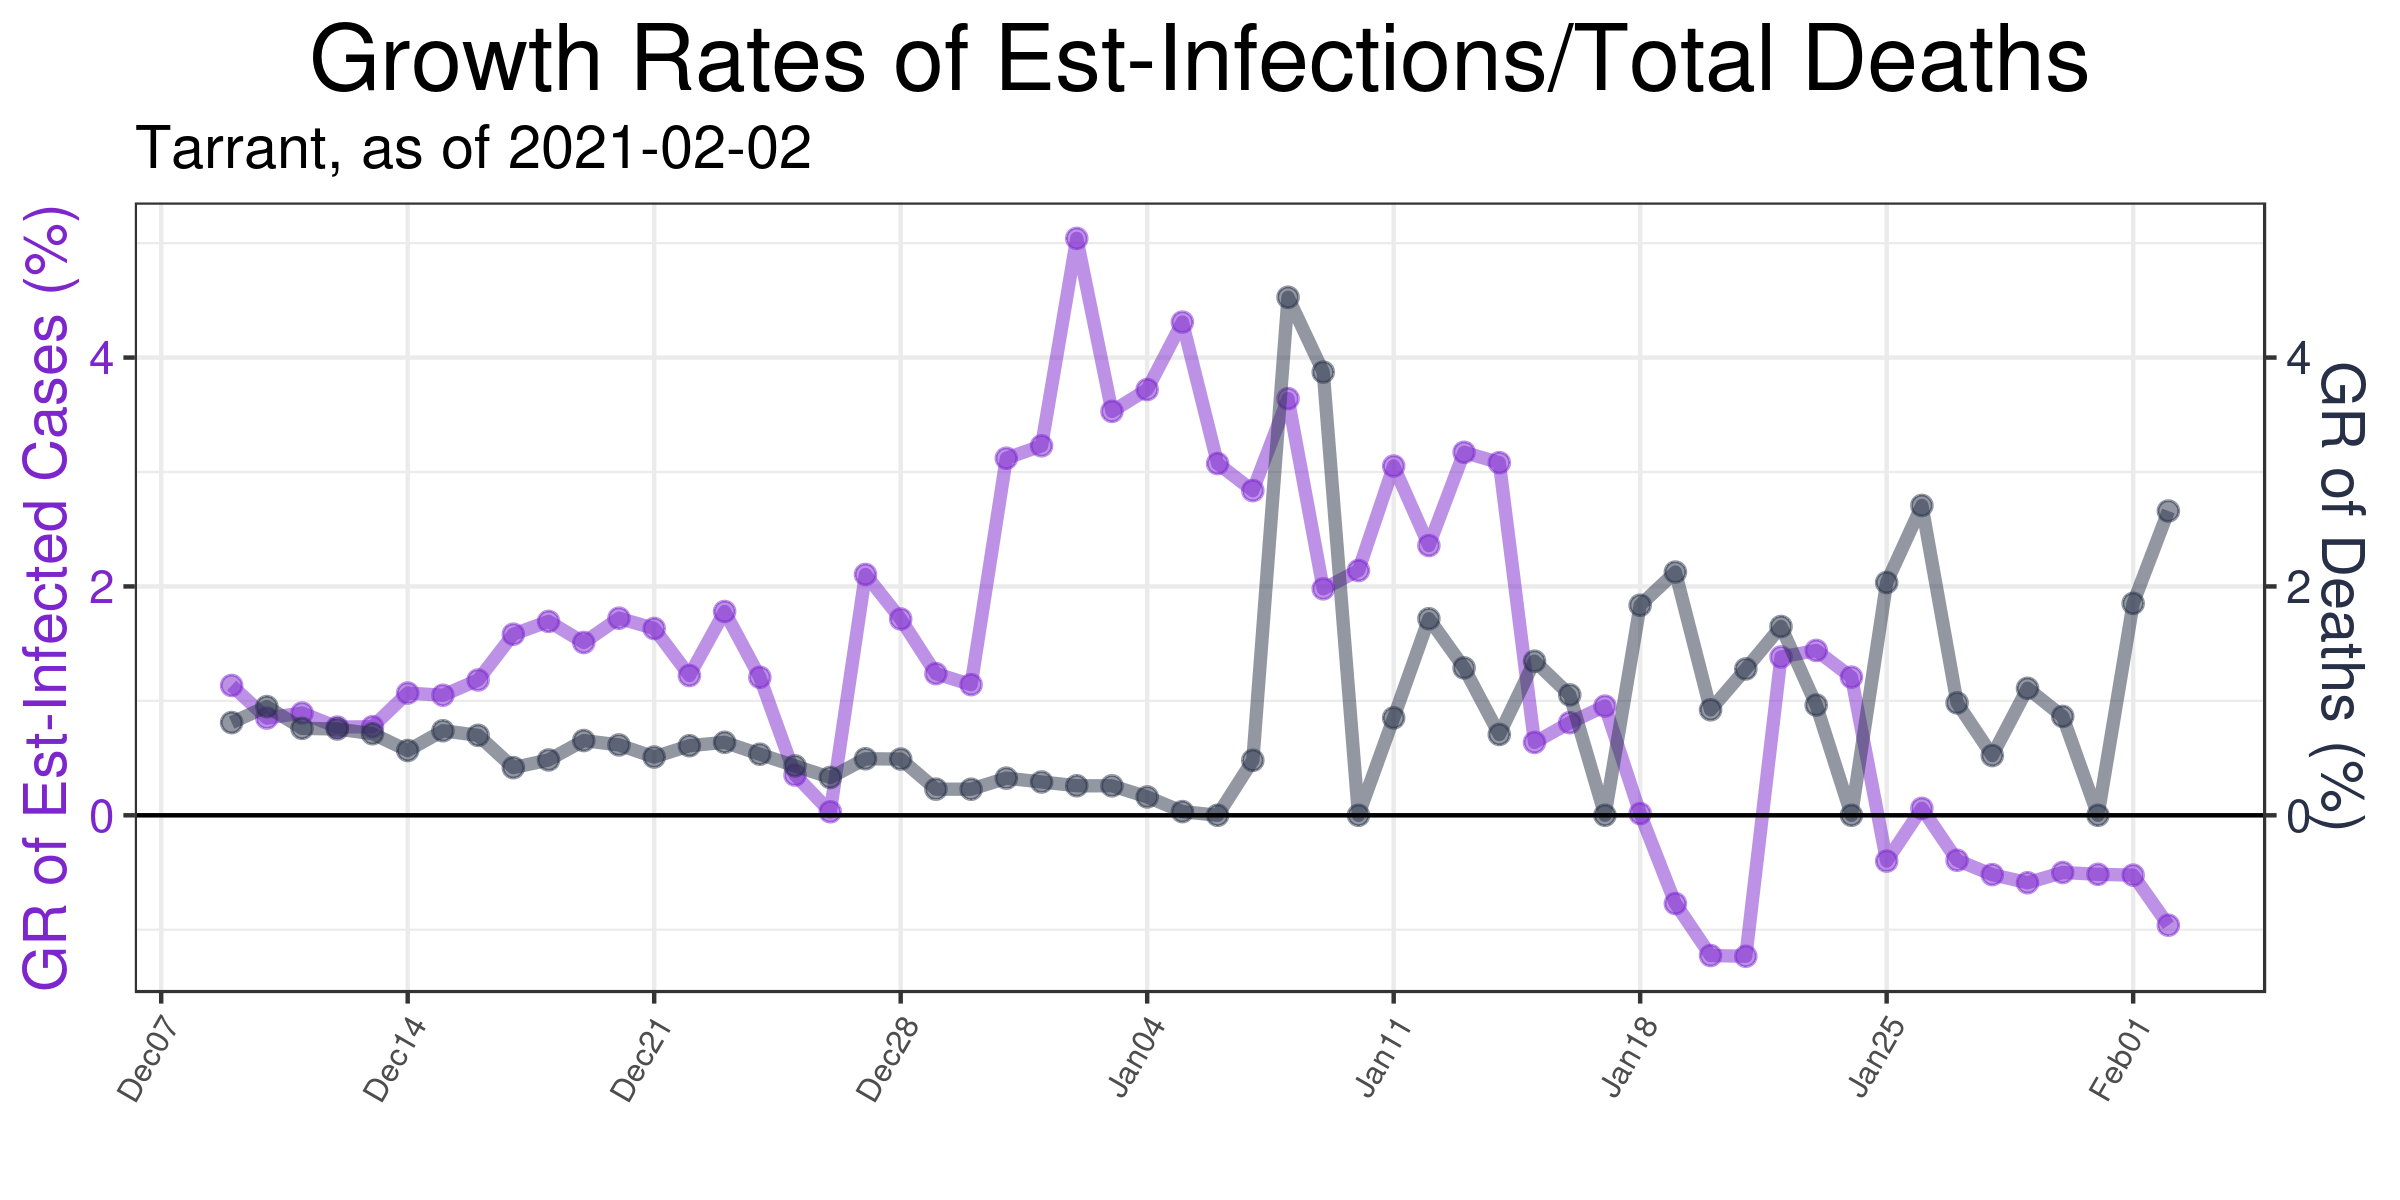 Growth Rates of Est-Infections/Total Deaths
Tarrant, as of 2021-02-02
GR of Est-Infected Cases (%)
4
2
0
4
2
0
GR of Deaths (%)
Dec07
Dec14
Dec21
Dec28
Jan04
Jan11
Jan18
Jan25
Feb01